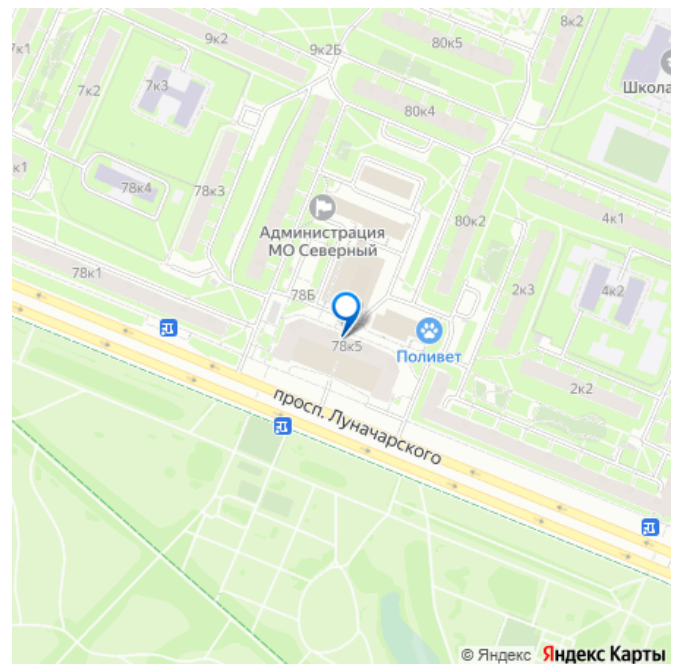 8к2
9к2
80к5
7к1
9к2Б
7к3
Школа
7к2
80к4
к1
78к4
78к3
80к2
4к1
Администрация
МО Северный
78к1
2к3
4к2
78Б
78к5
Поливет
2к2
просп. Луначарского
© Яндекс Яндекс Карты